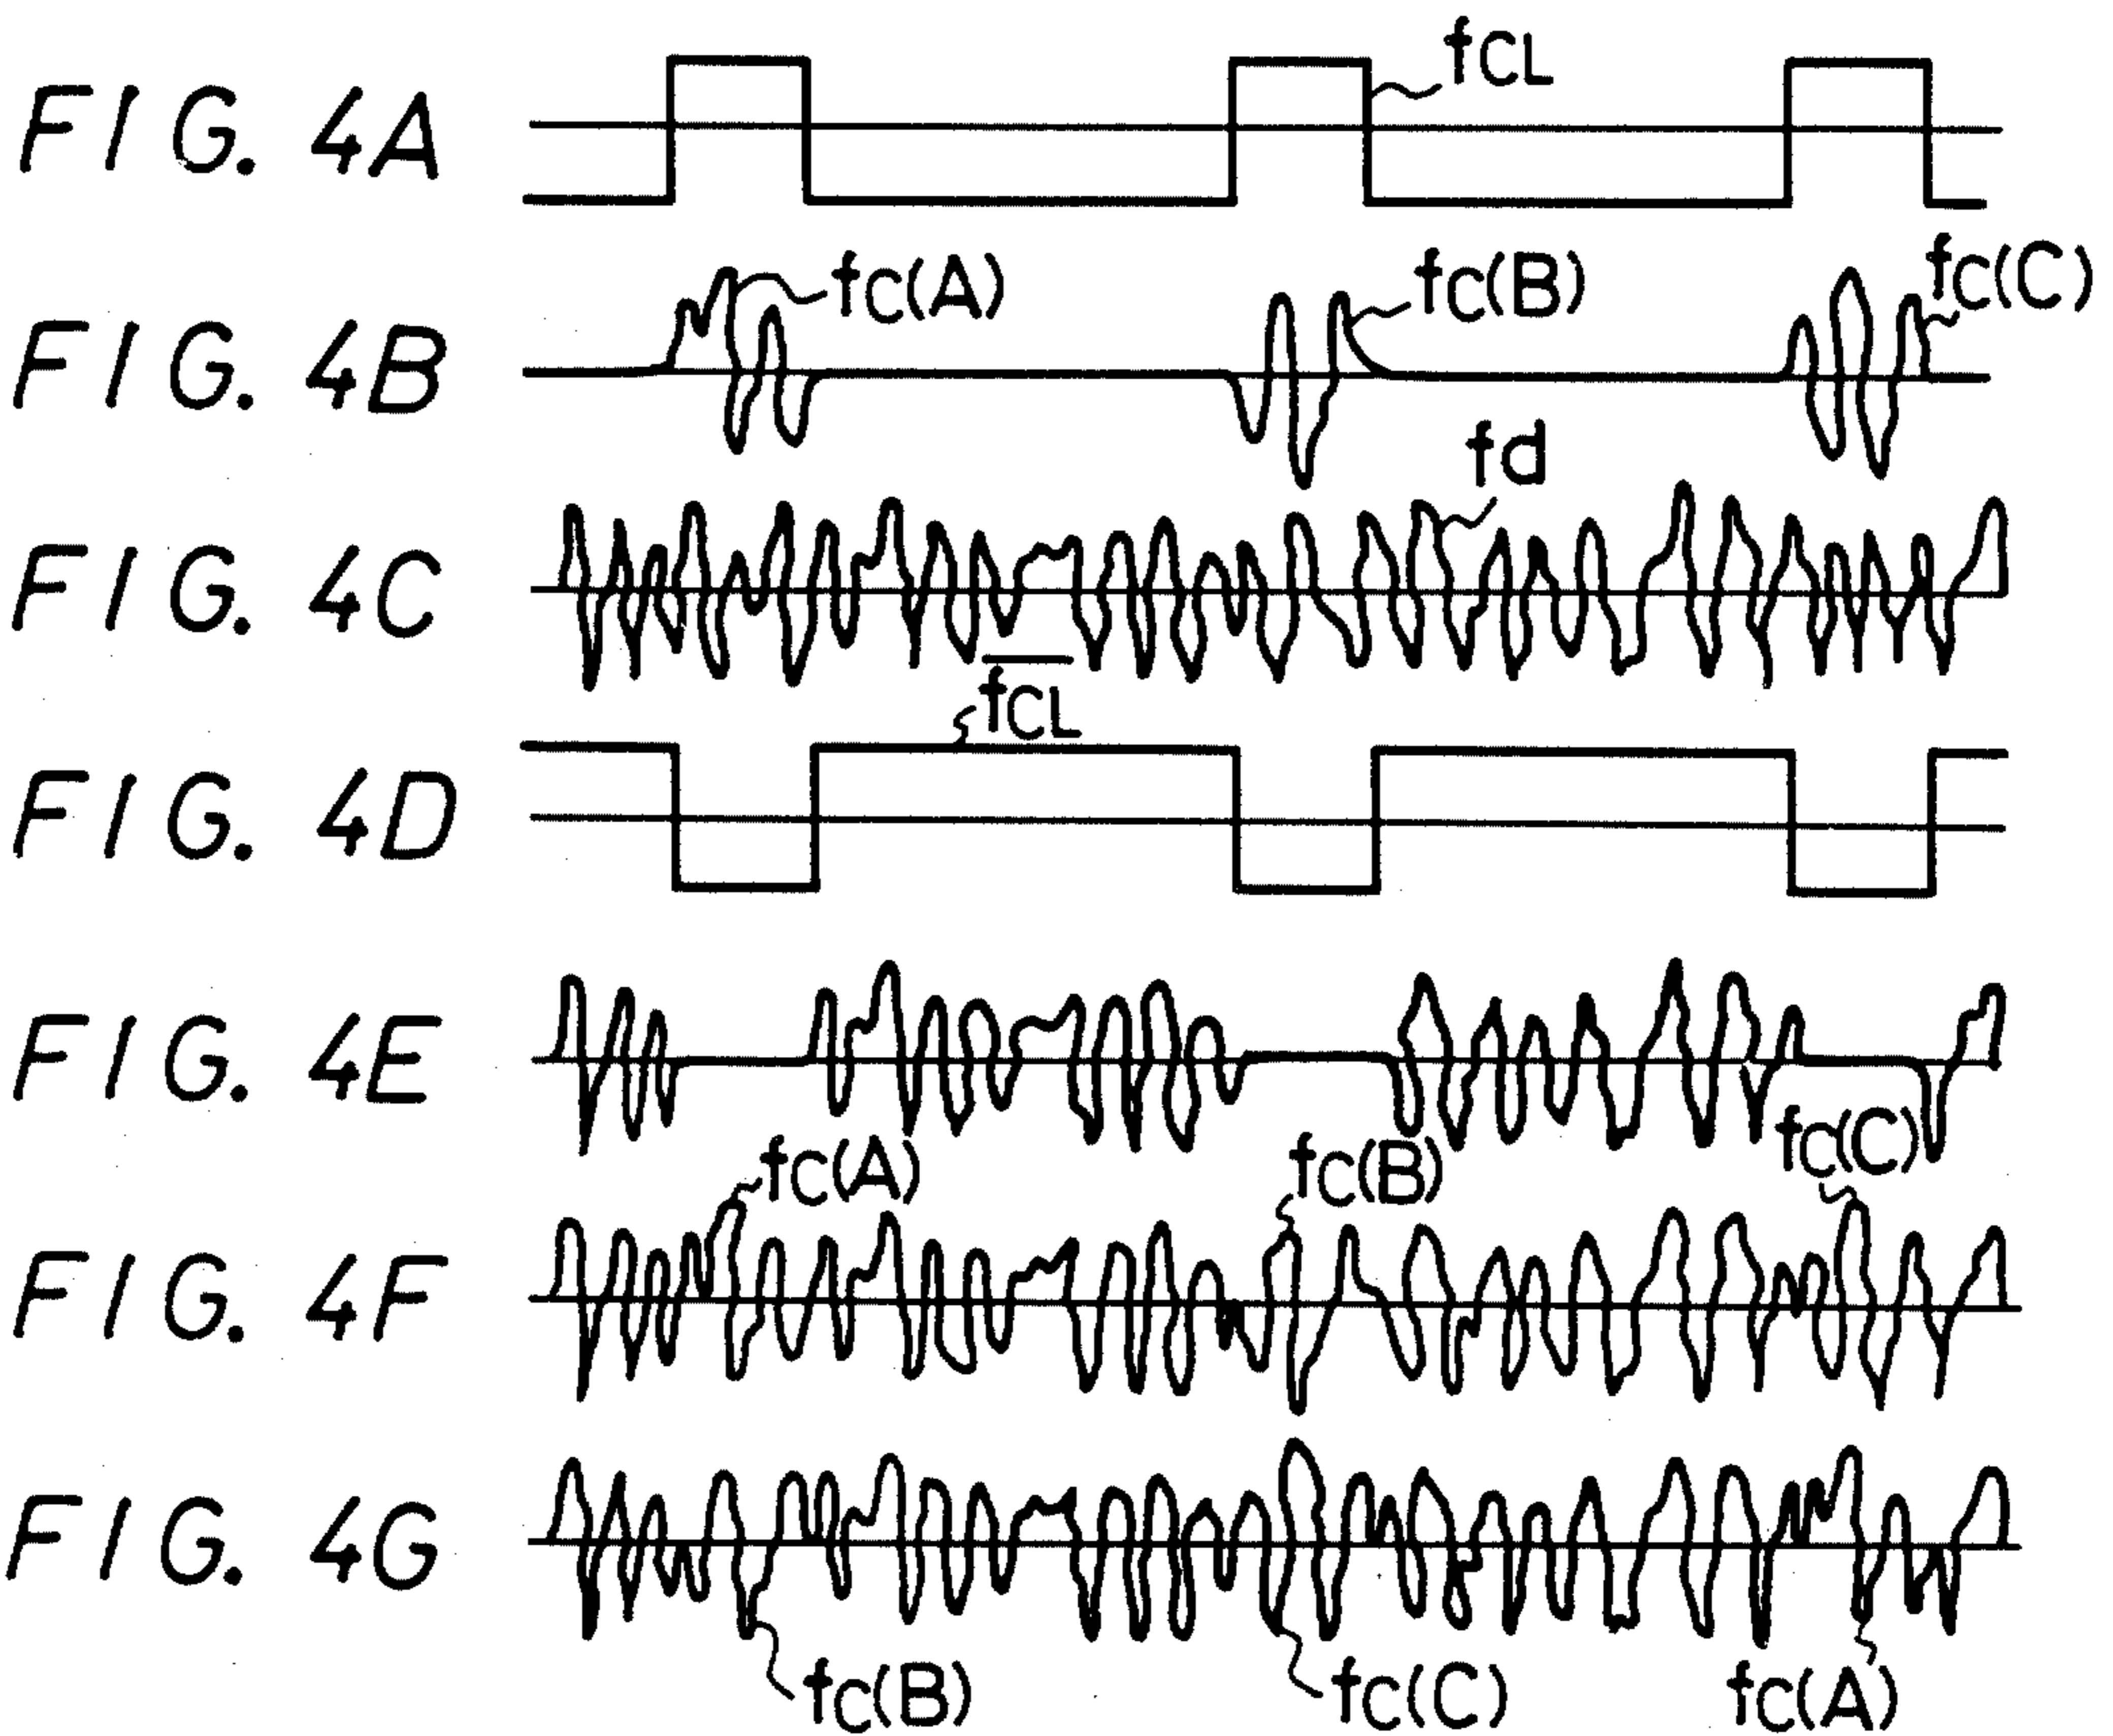 FIG. 4A
fCL
FIG. 4B
fC(A)
fC(B)
fC(C)
FIG. 4C
fd
FIG. 4D
f̅C̅L̅
FIG. 4E
FIG. 4F
fC(A)
fC(B)
fC(C)
FIG. 4G
fC(B)
fC(C)
fC(A)